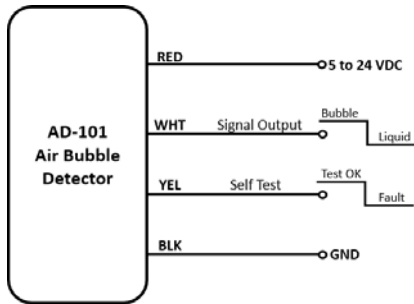 RED
5 to 24 VDC
AD-101
Air Bubble
Detector
WHT Signal Output
Bubble
Liquid
YEL Self Test
Test OK
Fault
BLK
GND